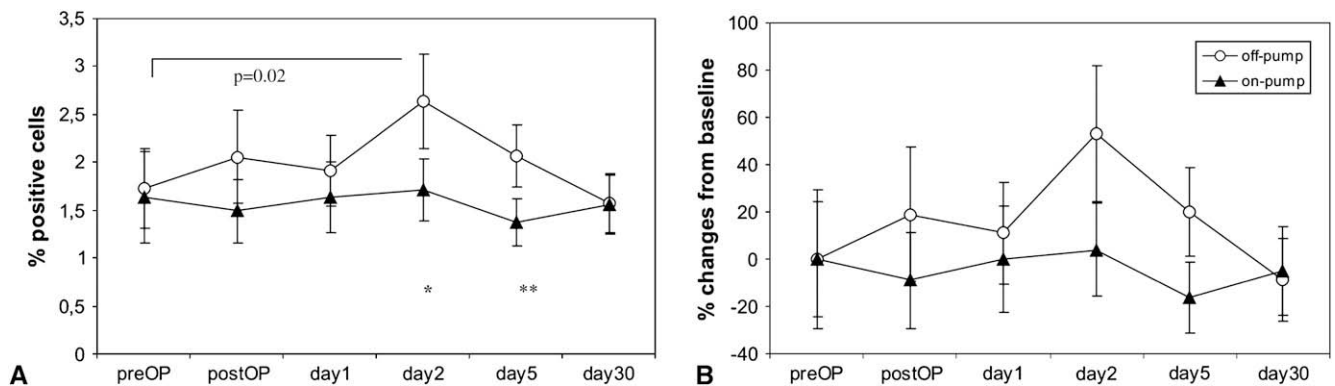 3,5
3
2,5
2
1,5
1
0,5
0
% positive cells
p=0.02
*
**
preOP postOP day1 day2 day5 day30
A
100
80
60
40
20
0
-20
-40
% changes from baseline
off-pump
on-pump
preOP postOP day1 day2 day5 day30
B